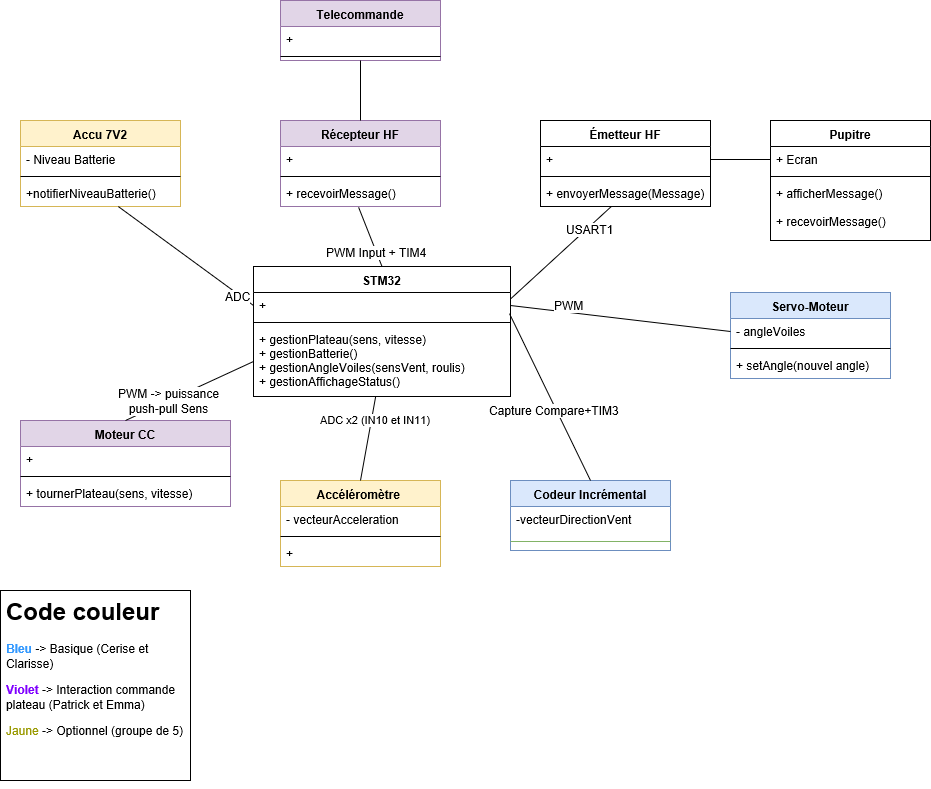 Telecommande
+
Accu 7V2
- Niveau Batterie
+notifierNiveauBatterie()
Récepteur HF
+
+ recevoirMessage()
Émetteur HF
+
+ envoyerMessage(Message)
Pupitre
+ Ecran
+ afficherMessage()
+ recevoirMessage()
USART1
PWM Input + TIM4
ADC
STM32
+
+ gestionPlateau(sens, vitesse)
+ gestionBatterie()
+ gestionAngleVoiles(sensVent, roulis)
+ gestionAffichageStatus()
PWM
Servo-Moteur
- angleVoiles
+ setAngle(nouvel angle)
PWM -> puissance
push-pull Sens
ADC x2 (IN10 et IN11)
Capture Compare+TIM3
Moteur CC
+
+ tournerPlateau(sens, vitesse)
Accéléromètre
- vecteurAcceleration
+
Codeur Incrémental
-vecteurDirectionVent
Code couleur
Bleu -> Basique (Cerise et
Clarisse)
Violet -> Interaction commande
plateau (Patrick et Emma)
Jaune -> Optionnel (groupe de 5)